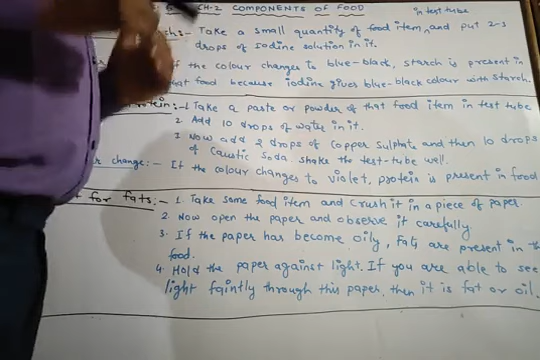 CH-2 COMPONENTS OF FOOD
in test tube
:- Take a small quantity of food item, and put 2-3
drops of Iodine solution in it.
If the colour changes to blue-black, starch is present in
that food because iodine gives blue-black colour with starch.
:- 1 Take a paste or powder of that food item in test tube
2 Add 10 drops of water in it.
3 Now add 2 drops of Copper Sulphate and then 10 drops
of Caustic Soda shake the test-tube well.
change:- If the colour changes to violet, protein is present in food
for fats:- 1. Take some food item and crush it in a piece of paper.
2. Now open the paper and observe it carefully
3. If the paper has become oily, fats are present in the
food.
4. Hold the paper against light. If you are able to see
light faintly through this paper, then it is fat or oil.